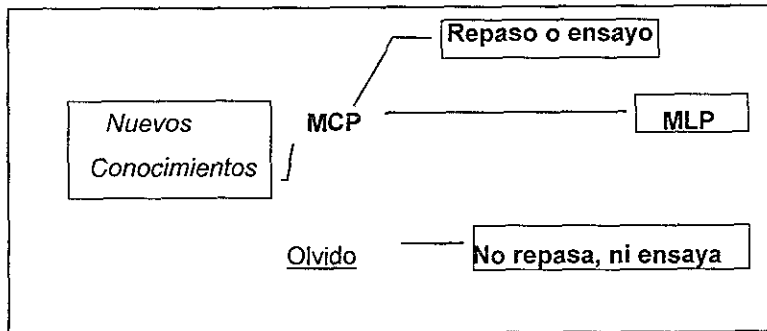 Repaso o ensayo
Nuevos
Conocimientos
MCP
MLP
Olvido
No repasa, ni ensaya